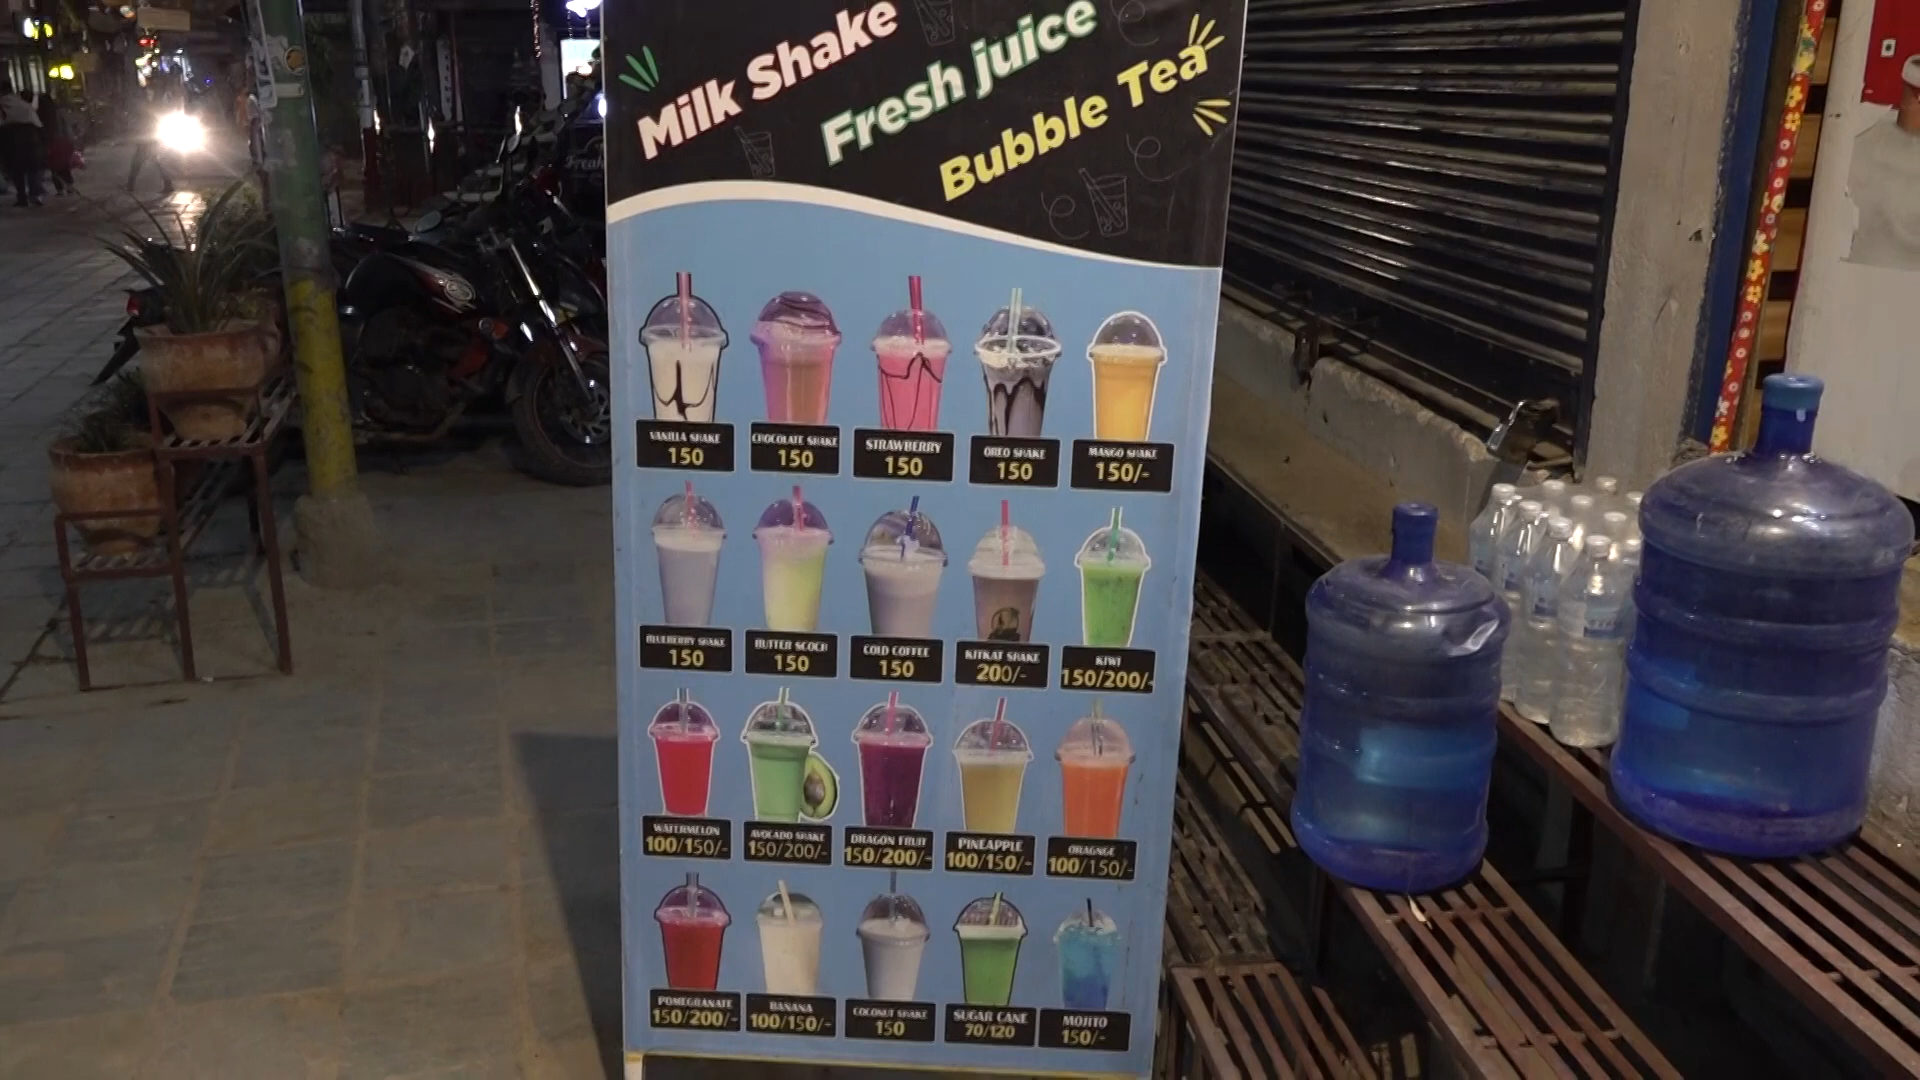 Milk Shake
Fresh juice
Bubble Tea
VANILLA SHAKE
150
CHOCOLATE SHAKE
150
STRAWBERRY
150
OREO SHAKE
150
MANGO SHAKE
150/-
BLUEBERRY SHAKE
150
BUTTER SCOCH
150
COLD COFFEE
150
KITKAT SHAKE
200/-
KIWI
150/200/-
WATERMELON
100/150/-
AVOCADO SHAKE
150/200/-
DRAGON FRUIT
150/200/-
PINEAPPLE
100/150/-
ORAGNGE
100/150/-
POMEGRANATE
150/200/-
BANANA
100/150/-
COCONUT SHAKE
150
SUGAR CANE
70/120
MOJITO
150/-